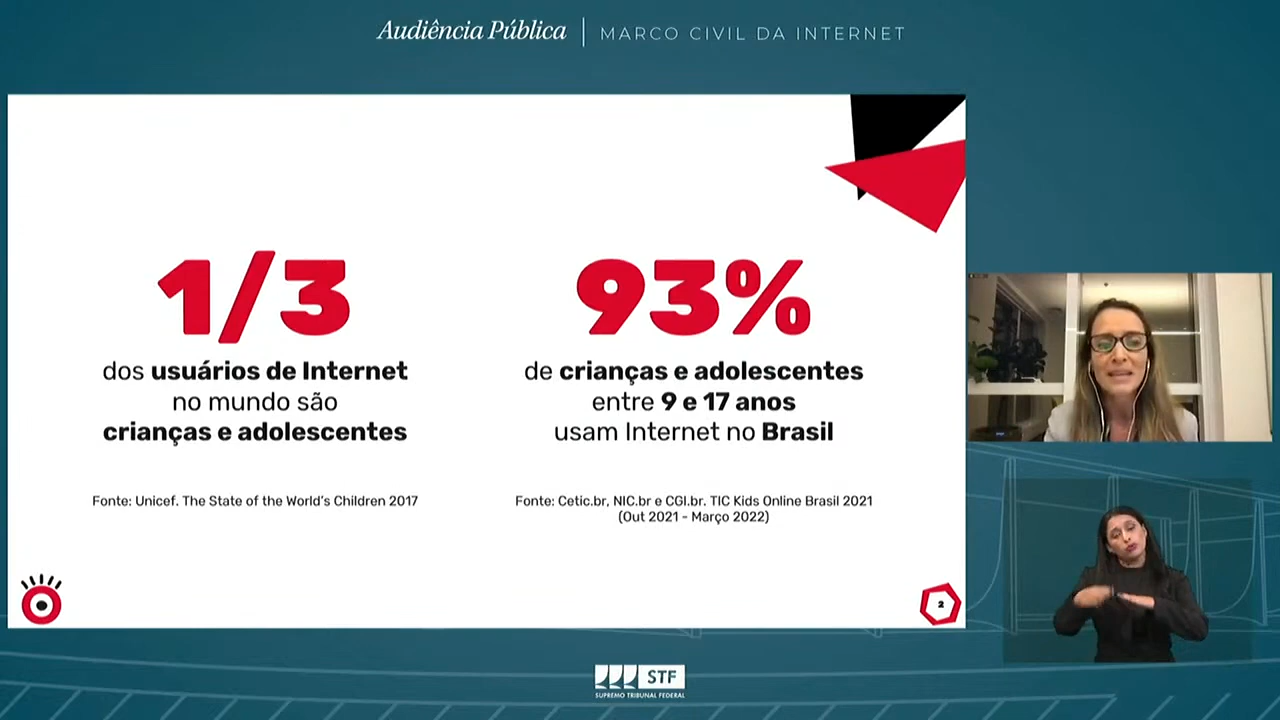 Audiência Pública | MARCO CIVIL DA INTERNET
1/3
dos usuários de Internet
no mundo são
crianças e adolescentes
Fonte: Unicef. The State of the World's Children 2017
93%
de crianças e adolescentes
entre 9 e 17 anos
usam Internet no Brasil
Fonte: Cetic.br, NIC.br e CGI.br. TIC Kids Online Brasil 2021
(Out 2021 - Março 2022)
2
STF
SUPREMO TRIBUNAL FEDERAL